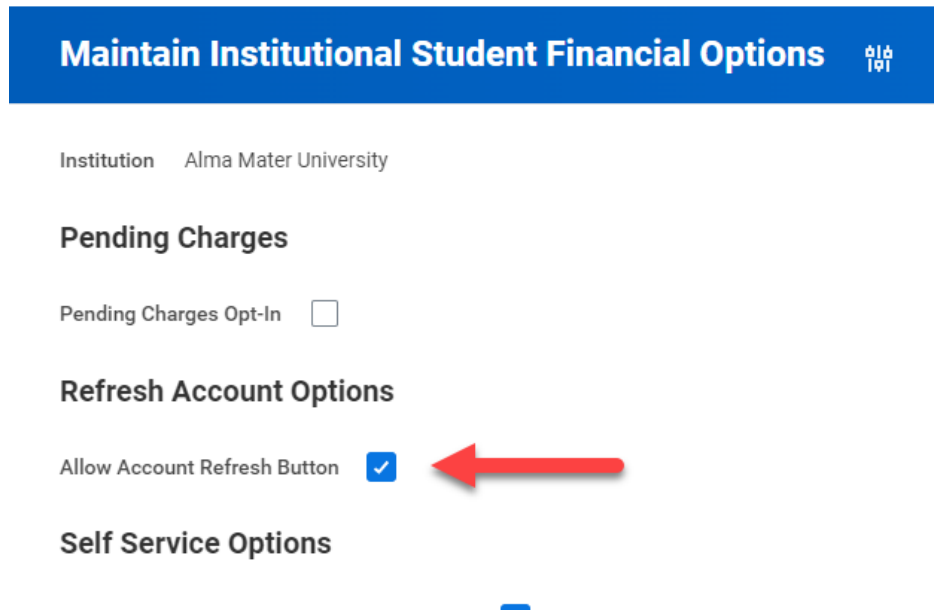 Maintain Institutional Student Financial Options
Institution Alma Mater University
Pending Charges
Pending Charges Opt-In
Refresh Account Options
Allow Account Refresh Button
Self Service Options